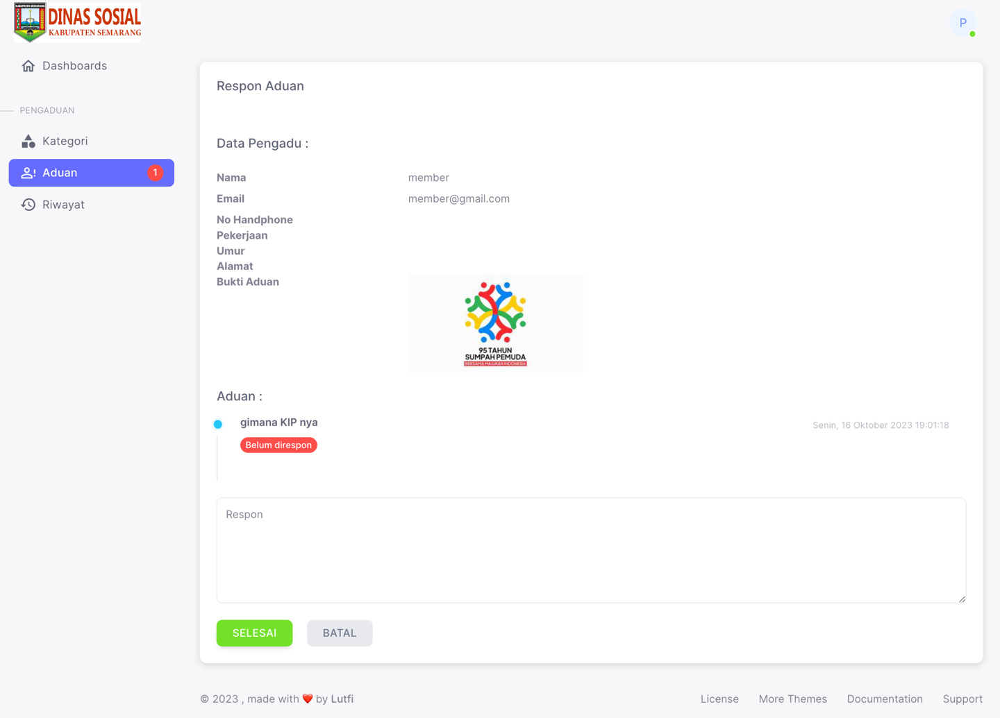 KABUPATEN SEMARANG
DINAS SOSIAL
KABUPATEN SEMARANG
P
Dashboards
PENGADUAN
Kategori
Aduan 1
Riwayat
Respon Aduan
Data Pengadu :
Nama member
Email member@gmail.com
No Handphone
Pekerjaan
Umur
Alamat
Bukti Aduan
95 TAHUN
SUMPAH PEMUDA
BERSAMA MAJUKAN INDONESIA
Aduan :
gimana KIP nya Senin, 16 Oktober 2023 19:01:18
Belum direspon
Respon
SELESAI BATAL
© 2023 , made with ❤️ by Lutfi License More Themes Documentation Support